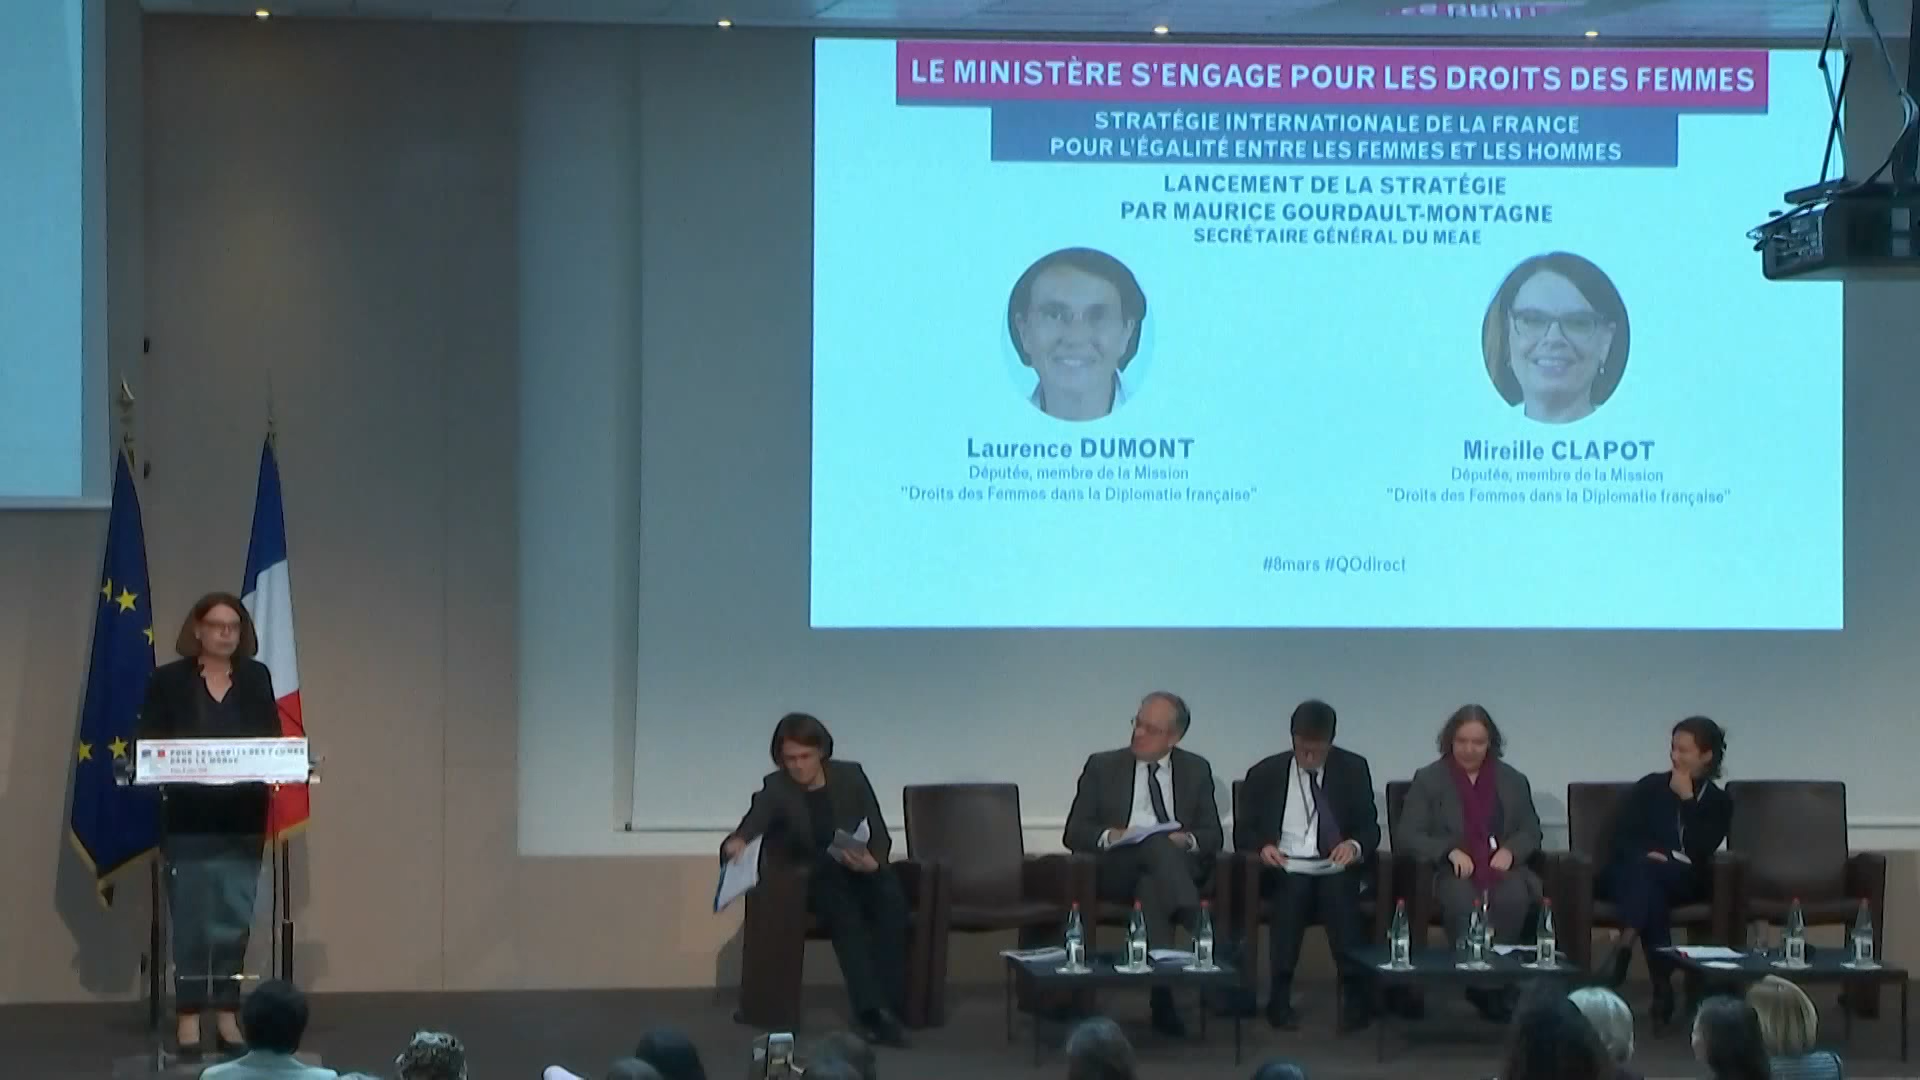 LE MINISTÈRE S'ENGAGE POUR LES DROITS DES FEMMES
STRATÉGIE INTERNATIONALE DE LA FRANCE
POUR L'ÉGALITÉ ENTRE LES FEMMES ET LES HOMMES
LANCEMENT DE LA STRATÉGIE
PAR MAURICE GOURDAULT-MONTAGNE
SECRÉTAIRE GÉNÉRAL DU MEAE
Laurence DUMONT
Députée, membre de la Mission
"Droits des Femmes dans la Diplomatie française"
Mireille CLAPOT
Députée, membre de la Mission
"Droits des Femmes dans la Diplomatie française"
#8mars #QOdirect
POUR LES DROITS DES FEMMES
DANS LE MONDE